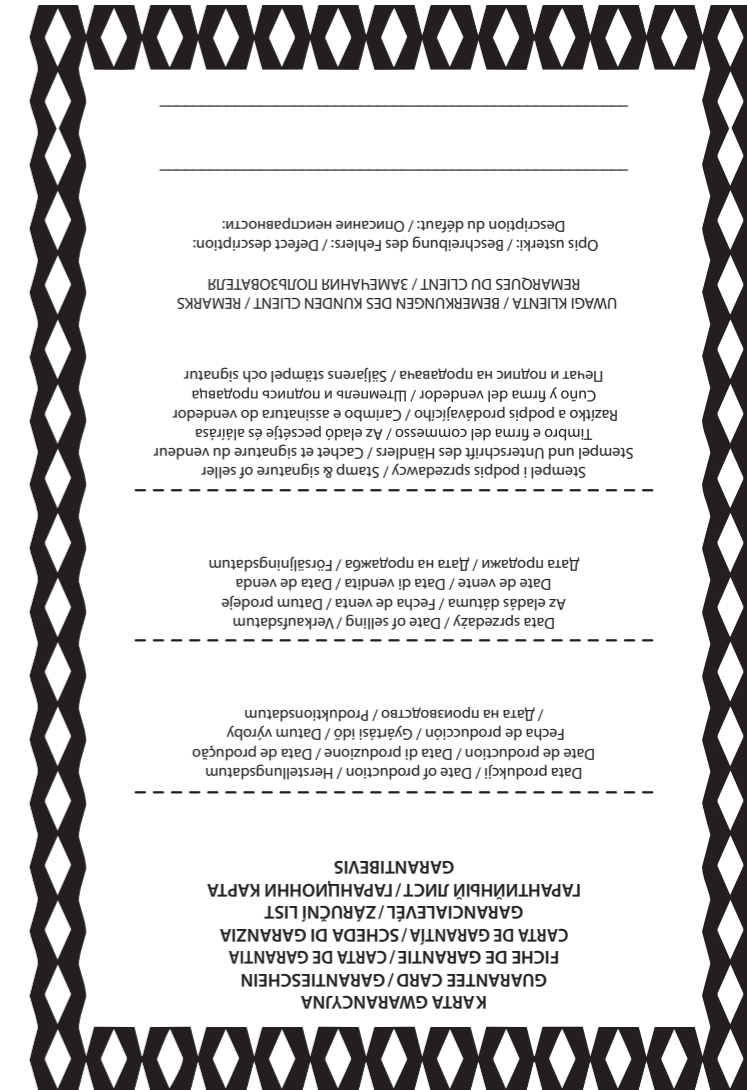 KARTA GWARANCYJNA
GUARANTEE CARD / GARANTIESCHEIN
FICHE DE GARANTIE / CARTA DE GARANTIA
CARTA DE GARANTÍA / SCHEDA DI GARANZIA
GARANCIALEVÉL / ZÁRUČNÍ LIST
ГАРАНТИЙНЫЙ ЛИСТ / ГАРАНЦИОННИ КАРТА
GARANTIBEVIS
Data produkcji / Date of production / Herstellungsdatum
Date de production / Data di produzione / Data de produção
Fecha de producción / Gyártási idő / Datum výroby
/ Дата на производство / Produktionsdatum
Data sprzedaży / Date of selling / Verkaufsdatum
Az eladás dátuma / Fecha de venta / Datum prodeje
Date de vente / Data di vendita / Data de venda
Дата продажи / Дата на продажба / Försäljningsdatum
Stempel i podpis sprzedawcy / Stamp & signature of seller
Stempel und Unterschrift des Händlers / Cachet et signature du vendeur
Timbro e firma del commesso / Az eladó pecsétje és aláírása
Razítko a podpis prodávajícího / Carimbo e assinatura do vendedor
Cuño y firma del vendedor / Штемпель и подпись продавца
Печат и подпис на продавача / Säljarens stämpel och signatur
UWAGI KLIENTA / BEMERKUNGEN DES KUNDEN CLIENT / REMARKS
REMARQUES DU CLIENT / ЗАМЕЧАНИЯ ПОЛЬЗОВАТЕЛЯ
Opis usterki: / Beschreibung des Fehlers: / Defect description:
Description du défaut: / Описание неисправности: